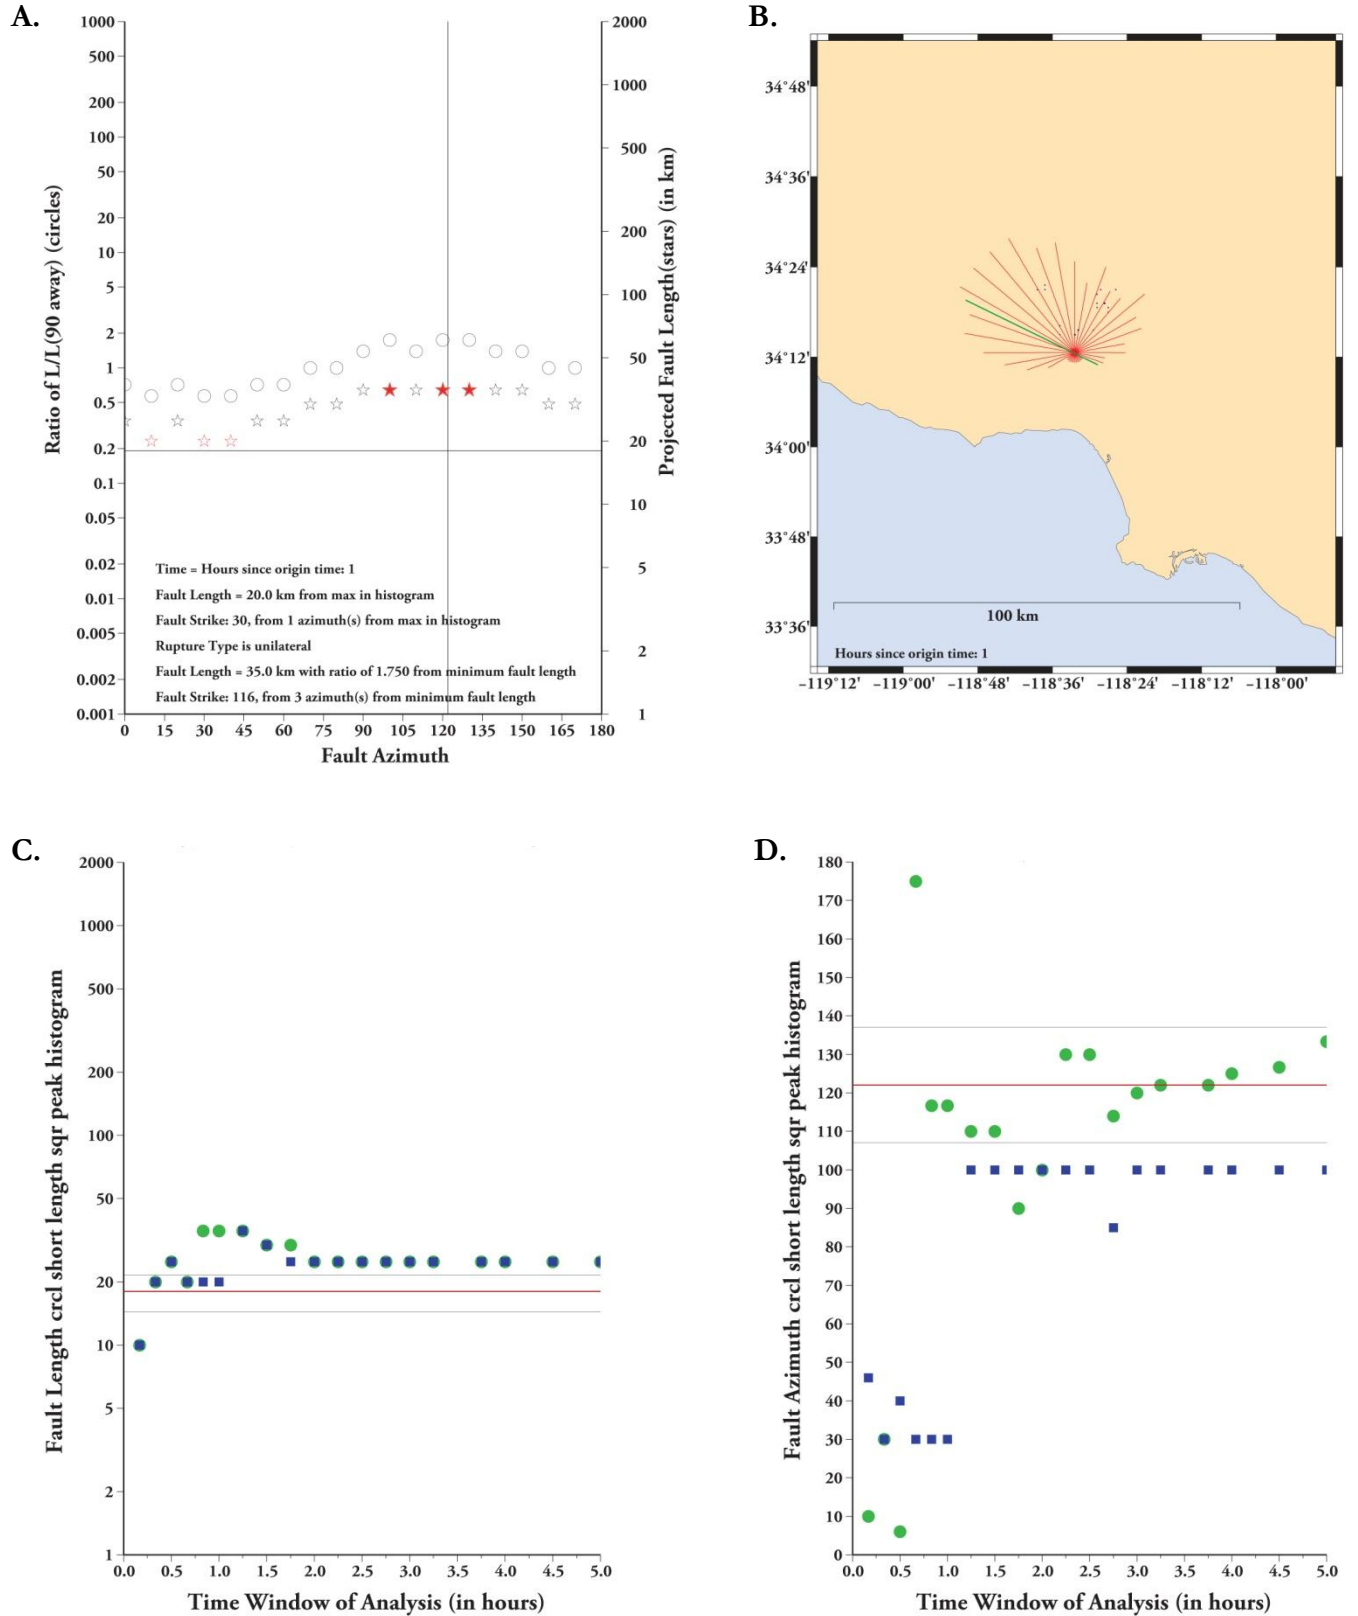 A.
1000
500
200
100
50
20
10
5
2
1
0.5
0.2
0.1
0.05
0.02
0.01
0.005
0.002
0.001
Ratio of L/L(90 away) (circles)
2000
1000
500
200
100
50
20
10
5
2
1
Projected Fault Length(stars) (in km)
Time = Hours since origin time: 1
Fault Length = 20.0 km from max in histogram
Fault Strike: 30, from 1 azimuth(s) from max in histogram
Rupture Type is unilateral
Fault Length = 35.0 km with ratio of 1.750 from minimum fault length
Fault Strike: 116, from 3 azimuth(s) from minimum fault length
0 15 30 45 60 75 90 105 120 135 150 165 180
Fault Azimuth
B.
34°48'
34°36'
34°24'
34°12'
34°00'
33°48'
33°36'
100 km
Hours since origin time: 1
-119°12' -119°00' -118°48' -118°36' -118°24' -118°12' -118°00'
C.
2000
1000
500
200
100
50
20
10
5
2
1
Fault Length crcl short length sqr peak histogram
0.0 0.5 1.0 1.5 2.0 2.5 3.0 3.5 4.0 4.5 5.0
Time Window of Analysis (in hours)
D.
180
170
160
150
140
130
120
110
100
90
80
70
60
50
40
30
20
10
0
Fault Azimuth crcl short length sqr peak histogram
0.0 0.5 1.0 1.5 2.0 2.5 3.0 3.5 4.0 4.5 5.0
Time Window of Analysis (in hours)